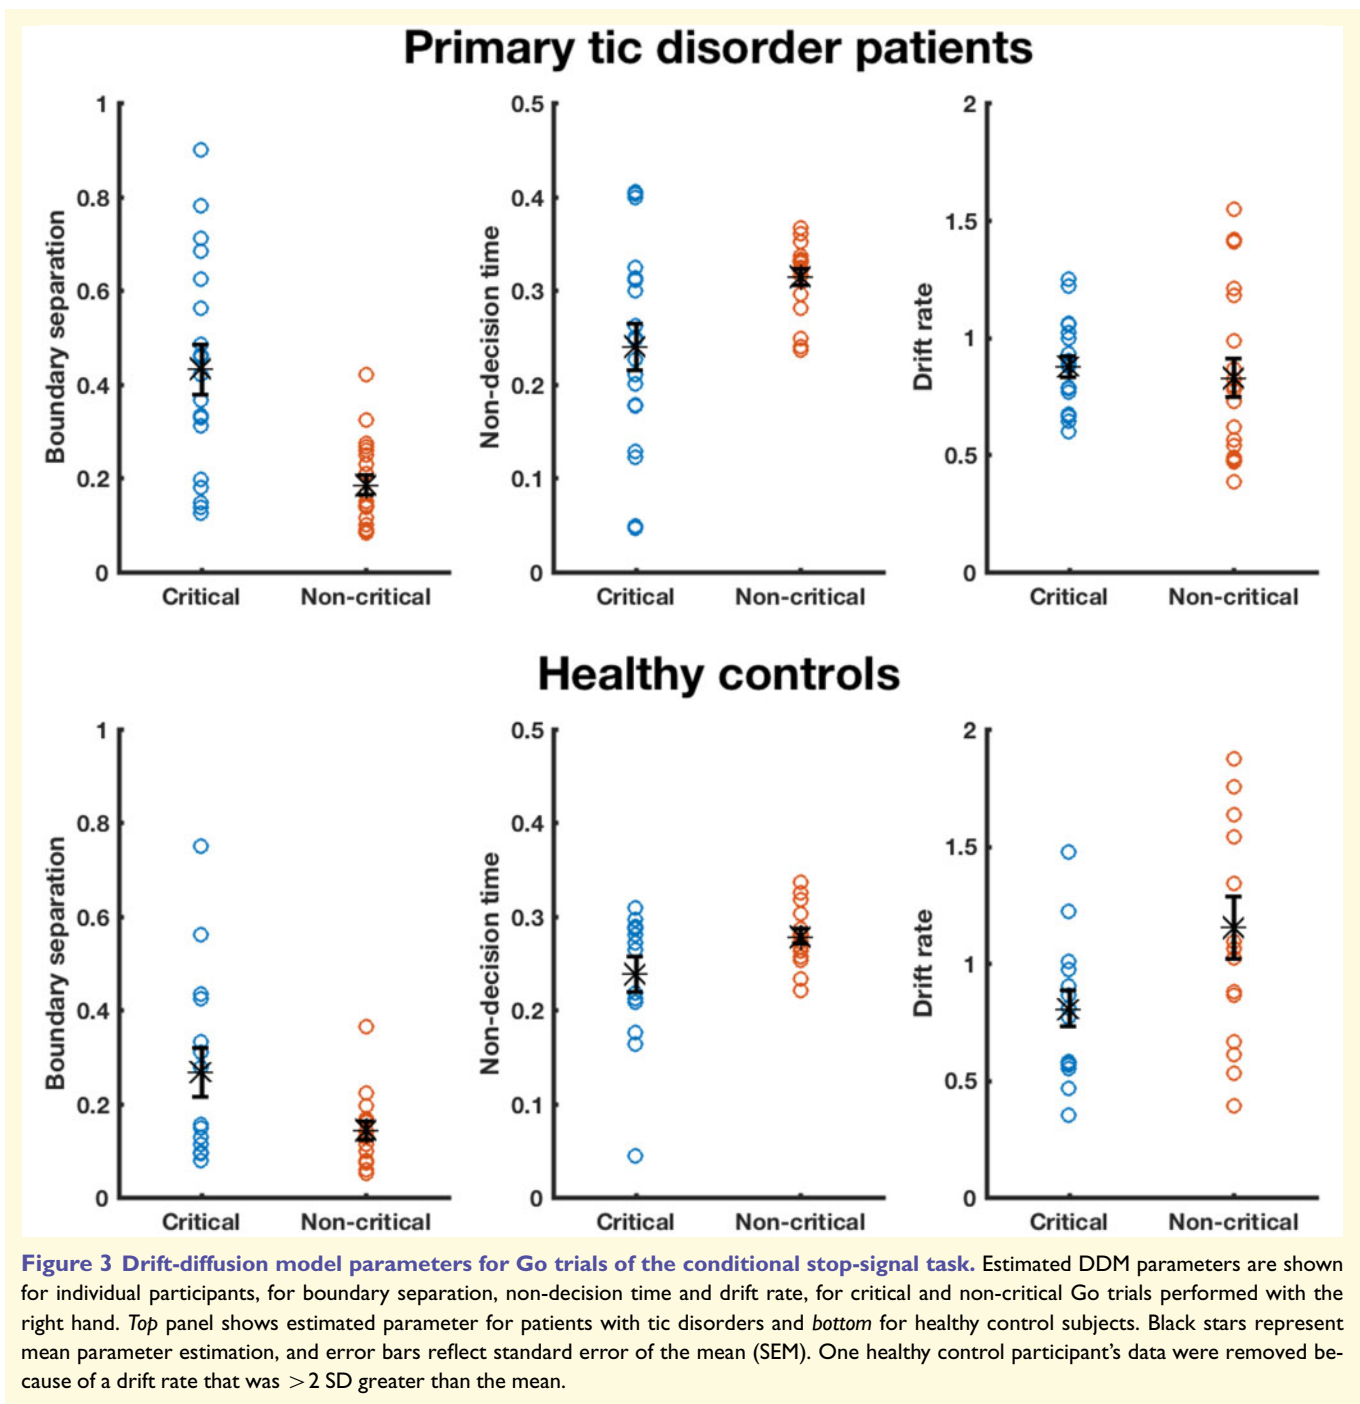 Primary tic disorder patients
1
0.8
0.6
0.4
0.2
0
Boundary separation
Critical Non-critical
0.5
0.4
0.3
0.2
0.1
0
Non-decision time
Critical Non-critical
2
1.5
1
0.5
0
Drift rate
Critical Non-critical
Healthy controls
1
0.8
0.6
0.4
0.2
0
Boundary separation
Critical Non-critical
0.5
0.4
0.3
0.2
0.1
0
Non-decision time
Critical Non-critical
2
1.5
1
0.5
0
Drift rate
Critical Non-critical
Figure 3 Drift-diffusion model parameters for Go trials of the conditional stop-signal task. Estimated DDM parameters are shown
for individual participants, for boundary separation, non-decision time and drift rate, for critical and non-critical Go trials performed with the
right hand. Top panel shows estimated parameter for patients with tic disorders and bottom for healthy control subjects. Black stars represent
mean parameter estimation, and error bars reflect standard error of the mean (SEM). One healthy control participant's data were removed be-
cause of a drift rate that was >2 SD greater than the mean.